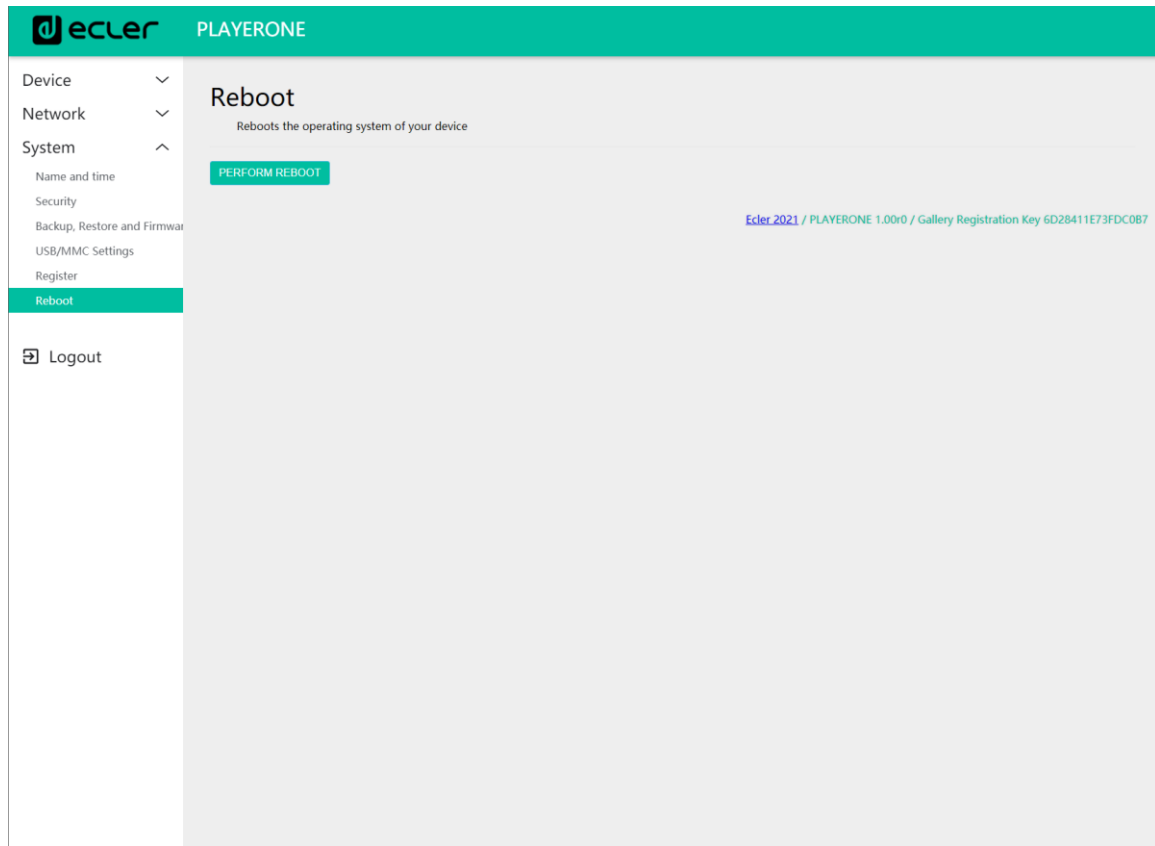 ecler
PLAYERONE
Device
Network
System
Name and time
Security
Backup, Restore and Firmwar
USB/MMC Settings
Register
Reboot
Logout
Reboot
Reboots the operating system of your device
PERFORM REBOOT
Ecler 2021 / PLAYERONE 1.00r0 / Gallery Registration Key 6D28411E73FDC0B7